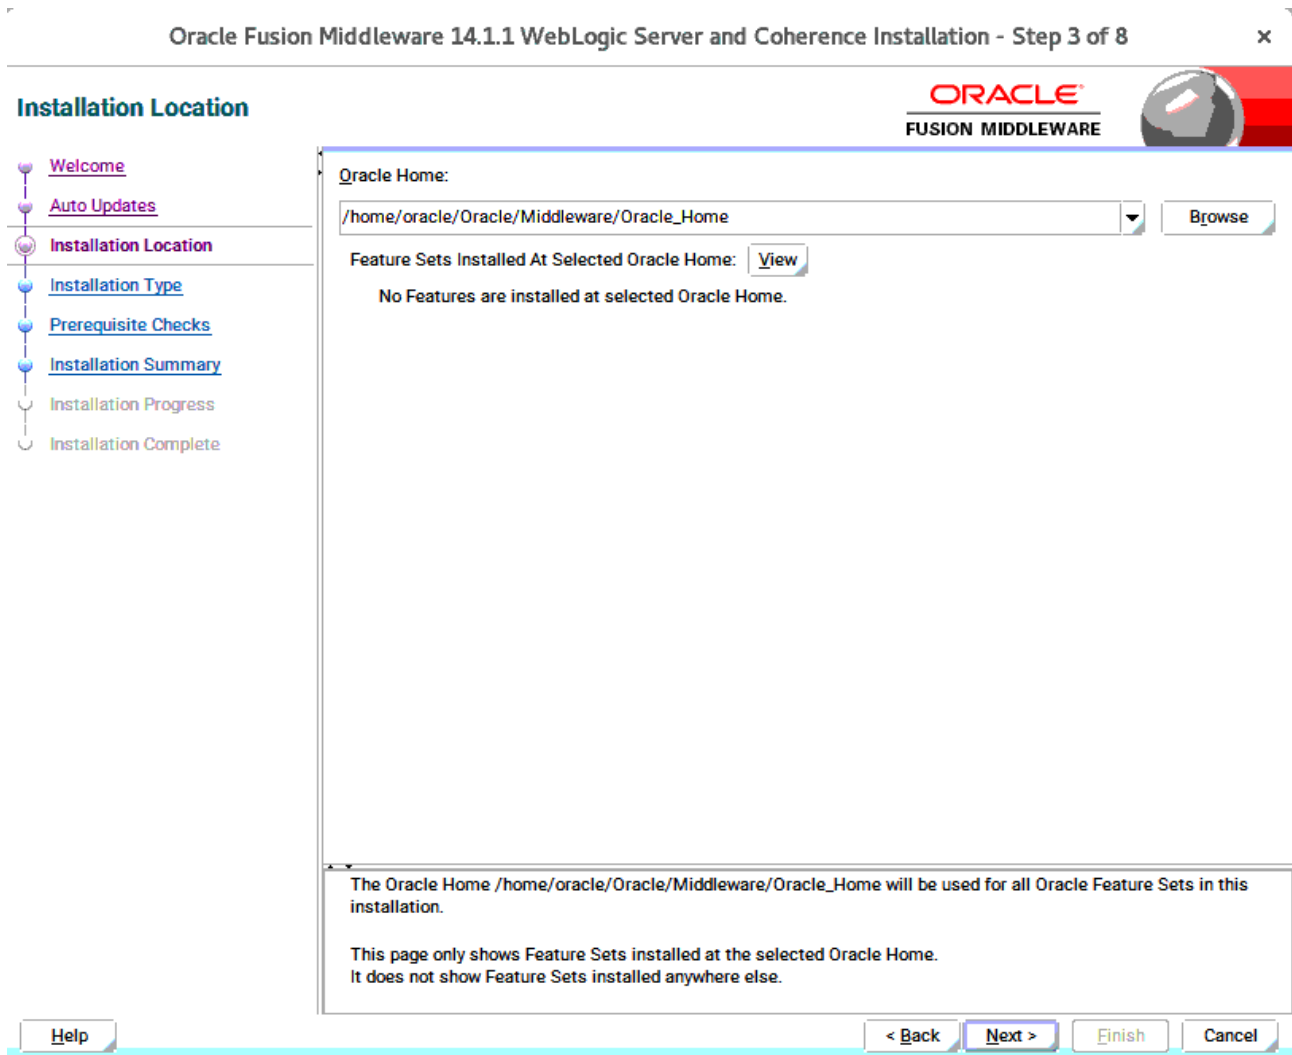 Oracle Fusion Middleware 14.1.1 WebLogic Server and Coherence Installation - Step 3 of 8
×
Installation Location
ORACLE
FUSION MIDDLEWARE
Welcome
Auto Updates
Installation Location
Installation Type
Prerequisite Checks
Installation Summary
Installation Progress
Installation Complete
Oracle Home:
/home/oracle/Oracle/Middleware/Oracle_Home
Browse
Feature Sets Installed At Selected Oracle Home: View
No Features are installed at selected Oracle Home.
The Oracle Home /home/oracle/Oracle/Middleware/Oracle_Home will be used for all Oracle Feature Sets in this
installation.
This page only shows Feature Sets installed at the selected Oracle Home.
It does not show Feature Sets installed anywhere else.
Help
< Back Next > Finish Cancel